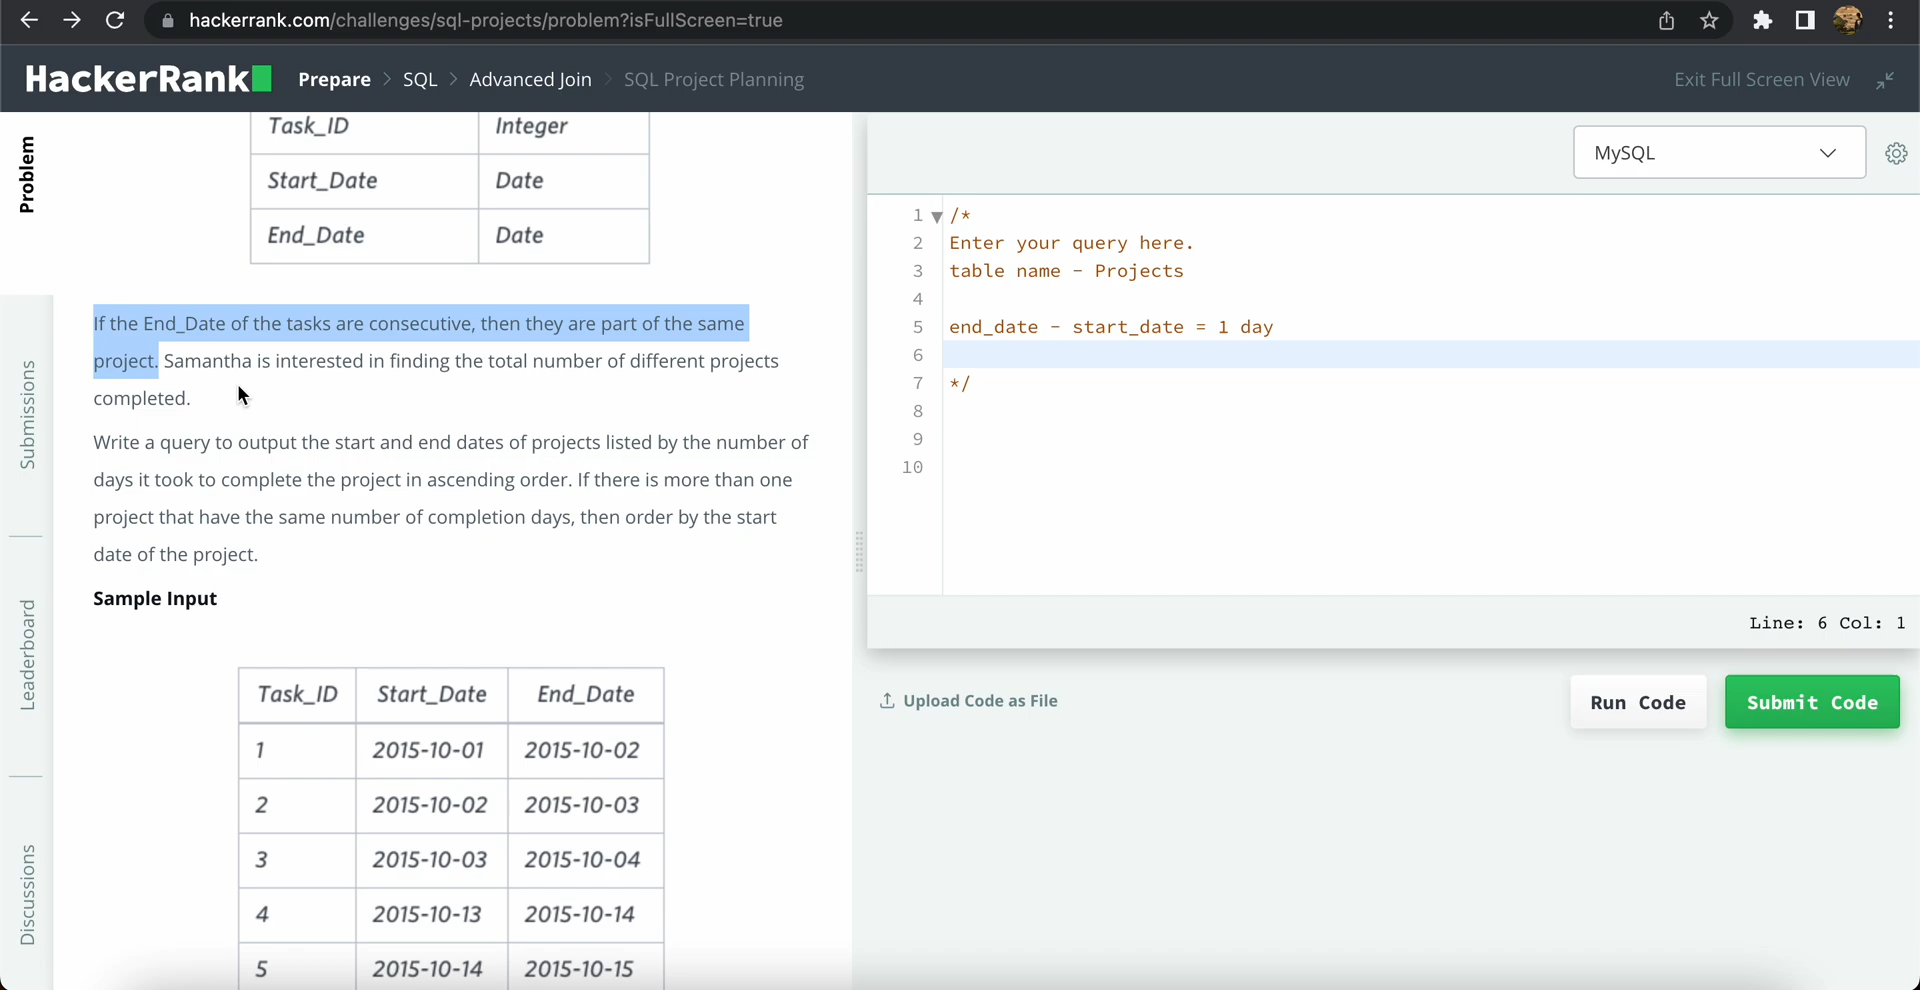 hackerrank.com/challenges/sql-projects/problem?isFullScreen=true
HackerRank Prepare > SQL > Advanced Join > SQL Project Planning Exit Full Screen View
Problem
Submissions
Leaderboard
Discussions
Task_ID Integer
Start_Date Date
End_Date Date
If the End_Date of the tasks are consecutive, then they are part of the same
project. Samantha is interested in finding the total number of different projects
completed.
Write a query to output the start and end dates of projects listed by the number of
days it took to complete the project in ascending order. If there is more than one
project that have the same number of completion days, then order by the start
date of the project.
Sample Input
Task_ID Start_Date End_Date
1 2015-10-01 2015-10-02
2 2015-10-02 2015-10-03
3 2015-10-03 2015-10-04
4 2015-10-13 2015-10-14
5 2015-10-14 2015-10-15
MySQL
1 /*
2 Enter your query here.
3 table name - Projects
4
5 end_date - start_date = 1 day
6
7 */
8
9
10
Line: 6 Col: 1
Upload Code as File
Run Code
Submit Code